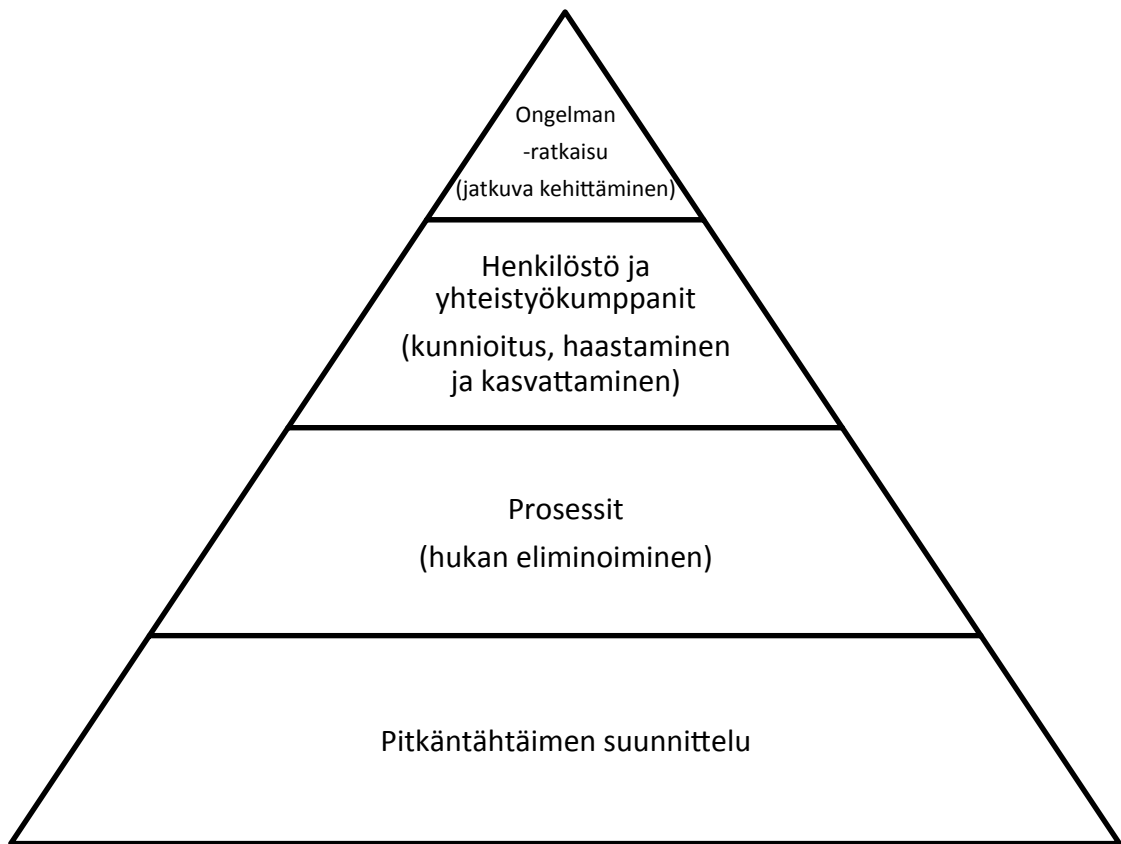 Ongelman
-ratkaisu
(jatkuva kehittäminen)
Henkilöstö ja
yhteistyökumppanit
(kunnioitus, haastaminen
ja kasvattaminen)
Prosessit
(hukan eliminoiminen)
Pitkäntähtäimen suunnittelu